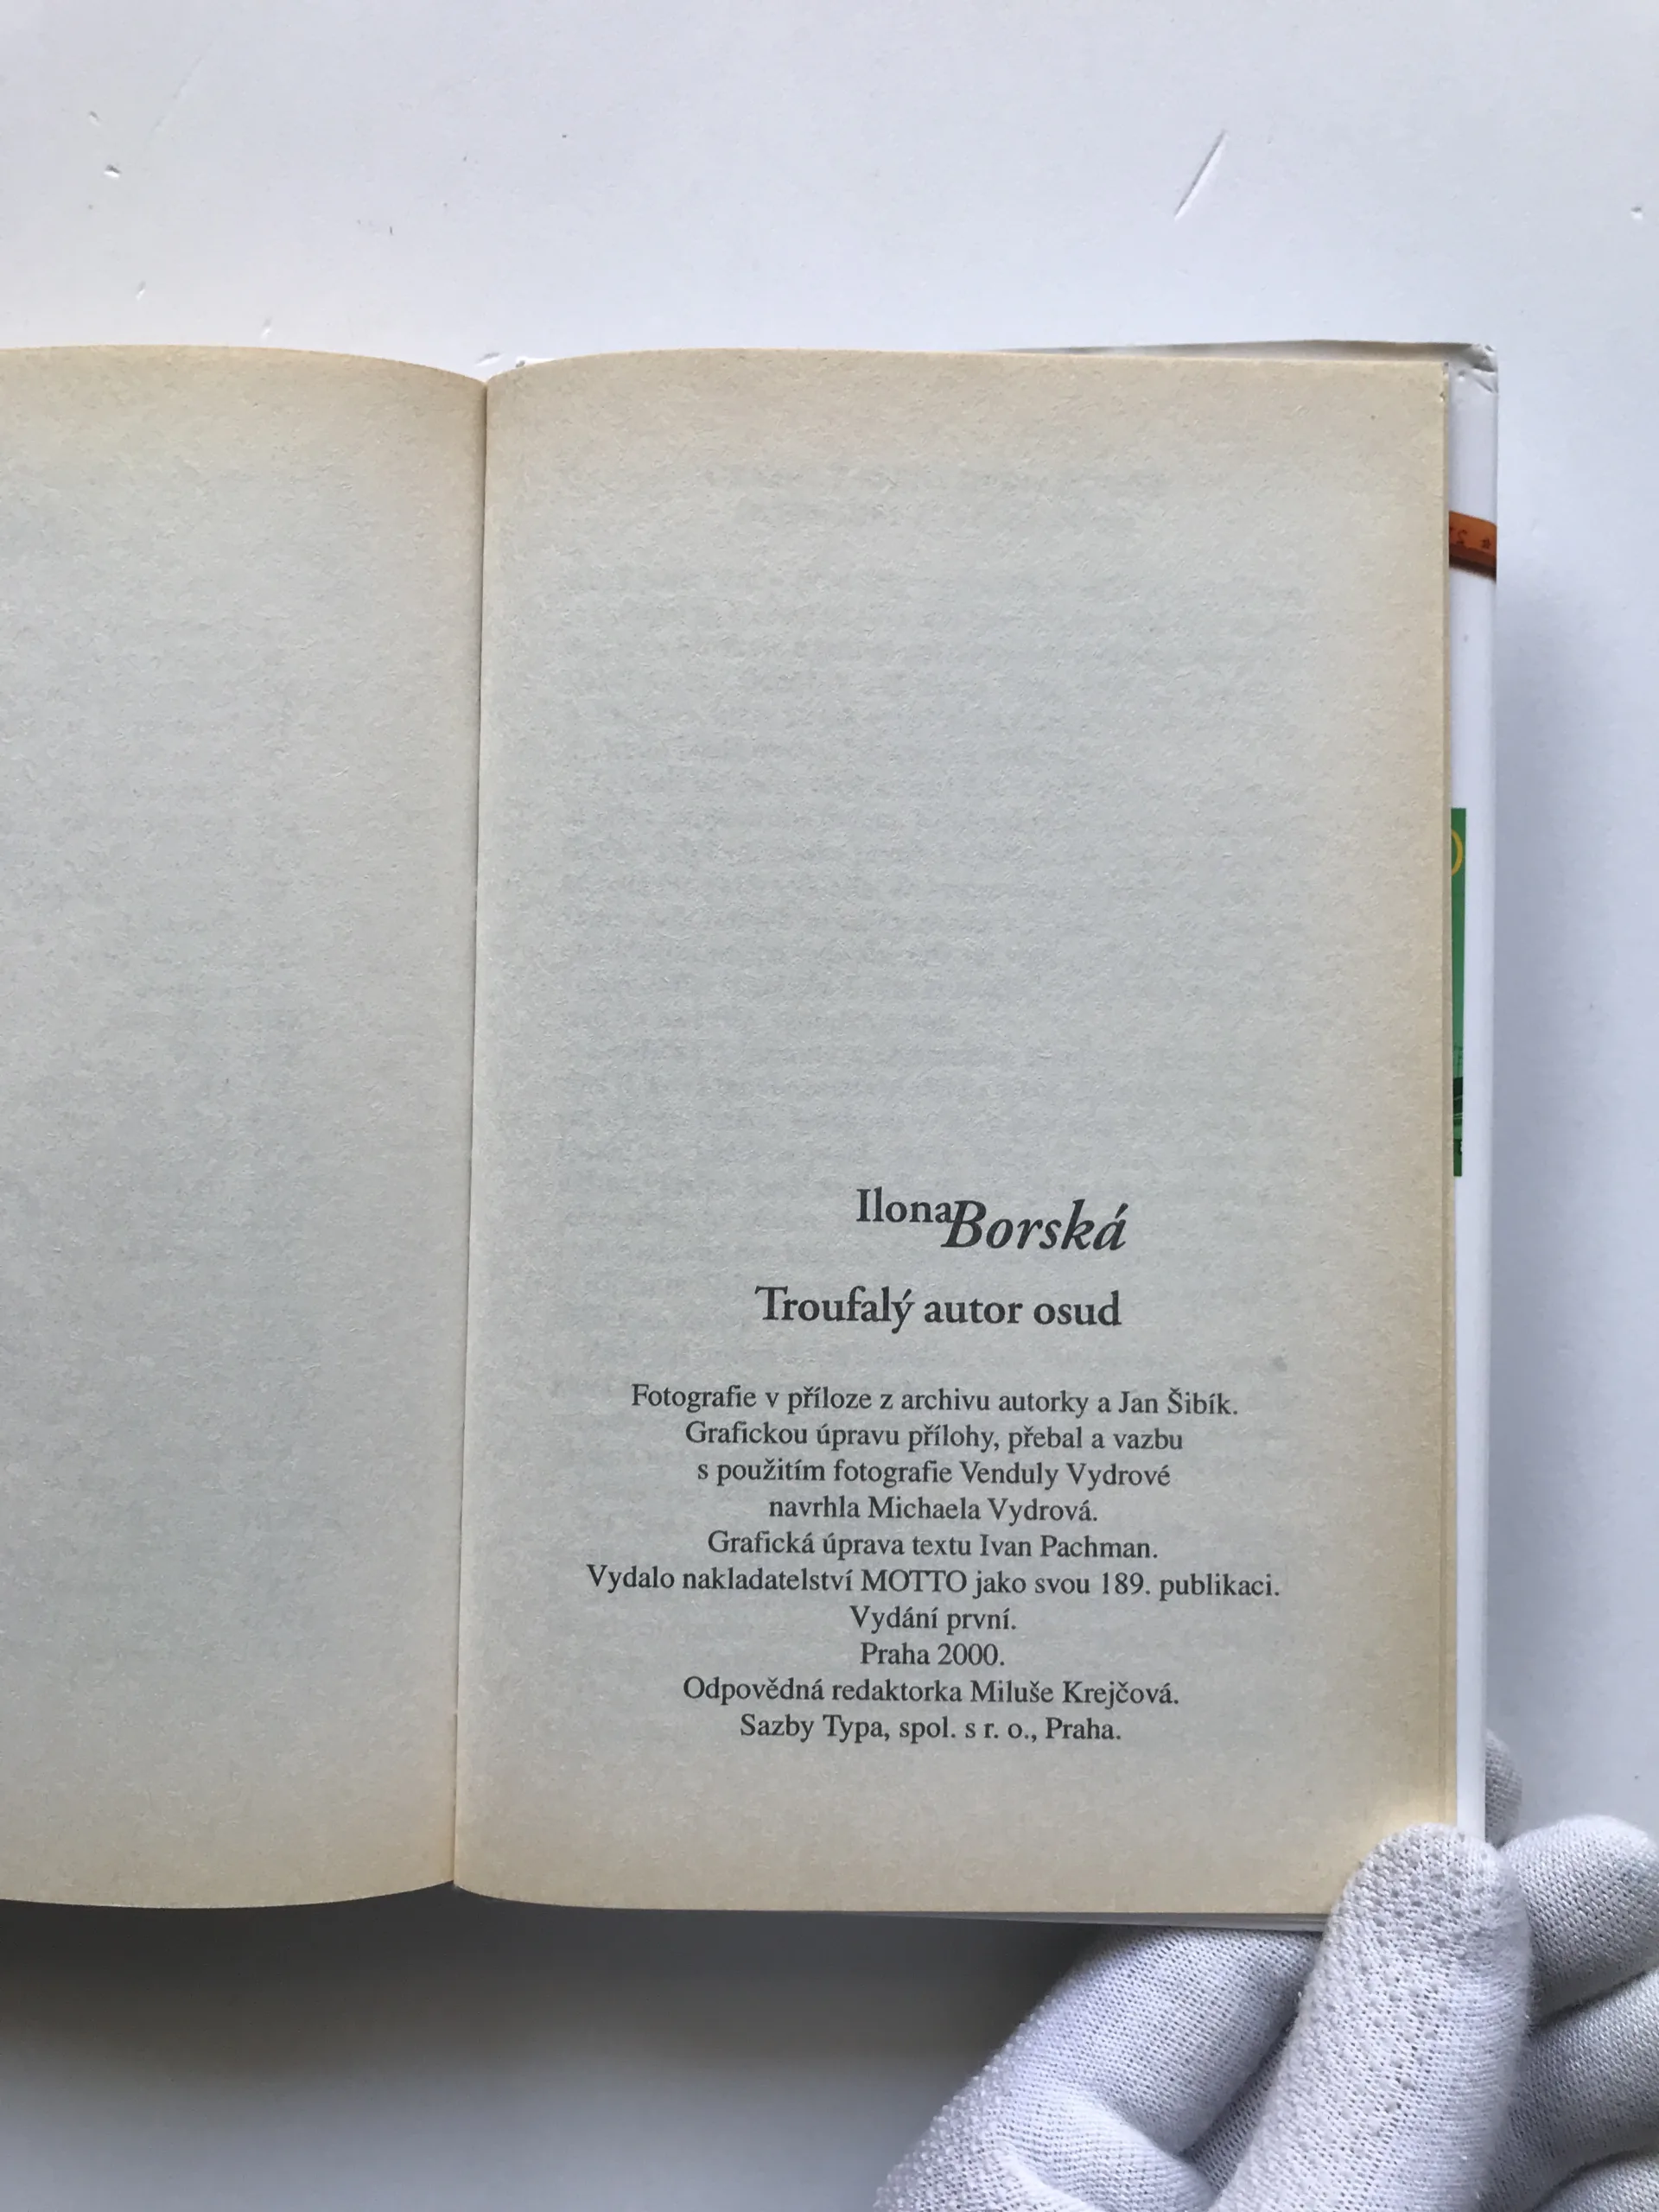 Ilona Borská
Troufalý autor osud
Fotografie v příloze z archivu autorky a Jan Šibík.
Grafickou úpravu přílohy, přebal a vazbu
s použitím fotografie Venduly Vydrové
navrhla Michaela Vydrová.
Grafická úprava textu Ivan Pachman.
Vydalo nakladatelství MOTTO jako svou 189. publikaci.
Vydání první.
Praha 2000.
Odpovědná redaktorka Miluše Krejčová.
Sazby Typa, spol. s r. o., Praha.